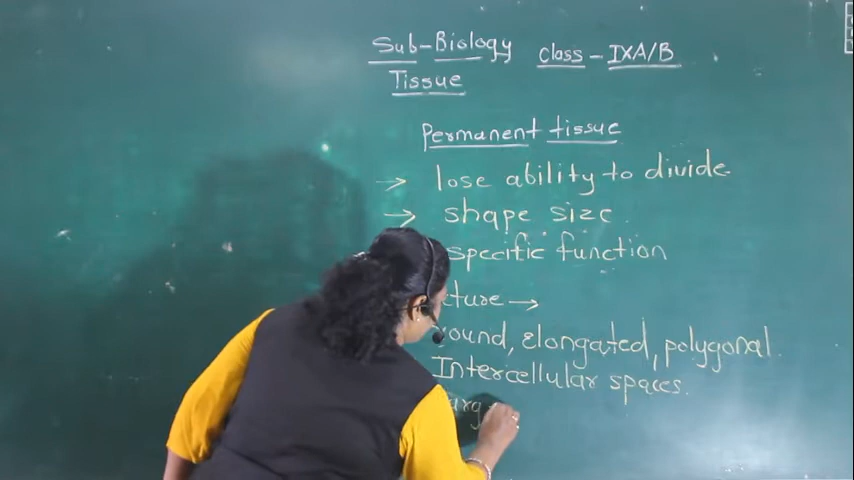 Sub-Biology Class - IXA/B
Tissue
Permanent tissue
→ lose ability to divide
→ shape size.
specific function
cture →
round, elongated, polygonal.
Intercellular spaces.